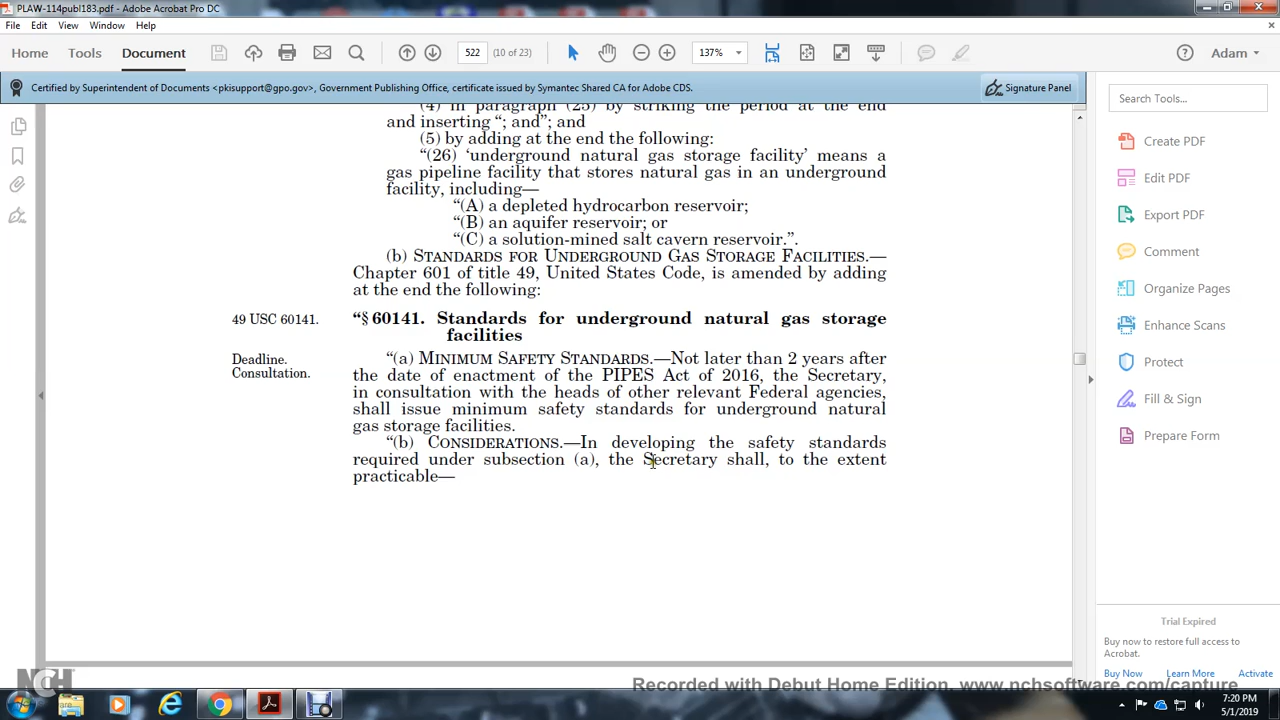 PLAW-114publ183.pdf - Adobe Acrobat Pro DC
File Edit View Window Help
Home Tools Document 522 (10 of 23) 137% Adam
Certified by Superintendent of Documents <pkisupport@gpo.gov>, Government Publishing Office, certificate issued by Symantec Shared CA for Adobe CDS. Signature Panel
(4) in paragraph (25) by striking the period at the end
and inserting “; and”; and
(5) by adding at the end the following:
“(26) ‘underground natural gas storage facility’ means a
gas pipeline facility that stores natural gas in an underground
facility, including—
“(A) a depleted hydrocarbon reservoir;
“(B) an aquifer reservoir; or
“(C) a solution-mined salt cavern reservoir.”.
(b) STANDARDS FOR UNDERGROUND GAS STORAGE FACILITIES.—
Chapter 601 of title 49, United States Code, is amended by adding
at the end the following:
49 USC 60141.
“§ 60141. Standards for underground natural gas storage
facilities
Deadline.
Consultation.
“(a) MINIMUM SAFETY STANDARDS.—Not later than 2 years after
the date of enactment of the PIPES Act of 2016, the Secretary,
in consultation with the heads of other relevant Federal agencies,
shall issue minimum safety standards for underground natural
gas storage facilities.
“(b) CONSIDERATIONS.—In developing the safety standards
required under subsection (a), the Secretary shall, to the extent
practicable—
Search Tools...
Create PDF
Edit PDF
Export PDF
Comment
Organize Pages
Enhance Scans
Protect
Fill & Sign
Prepare Form
Trial Expired
Buy now to restore full access to
Acrobat.
Buy Now Learn More Activate
NCH
Recorded with Debut Home Edition. www.nchsoftware.com/capture
7:20 PM
5/1/2019